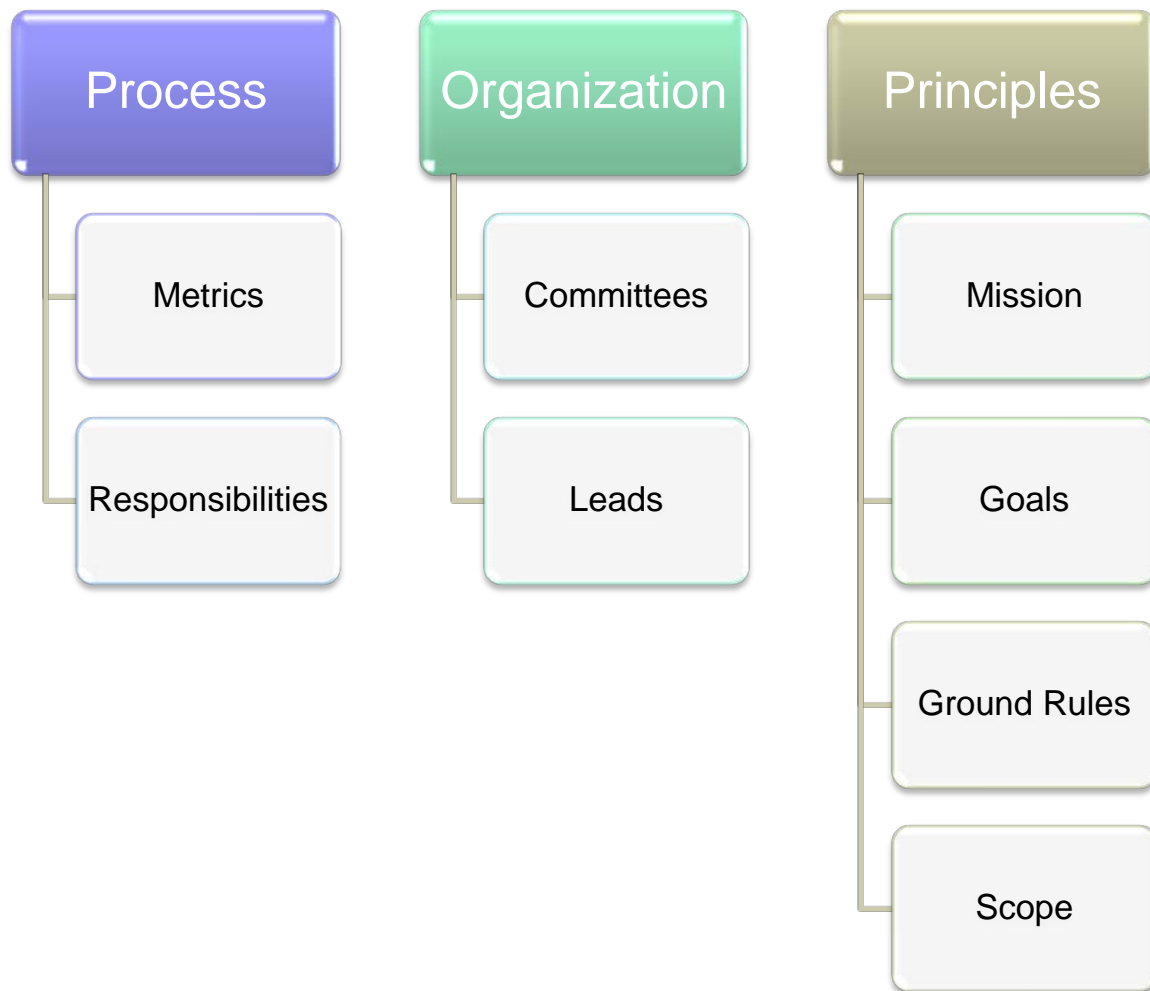 Process
Metrics
Responsibilities
Organization
Committees
Leads
Principles
Mission
Goals
Ground Rules
Scope